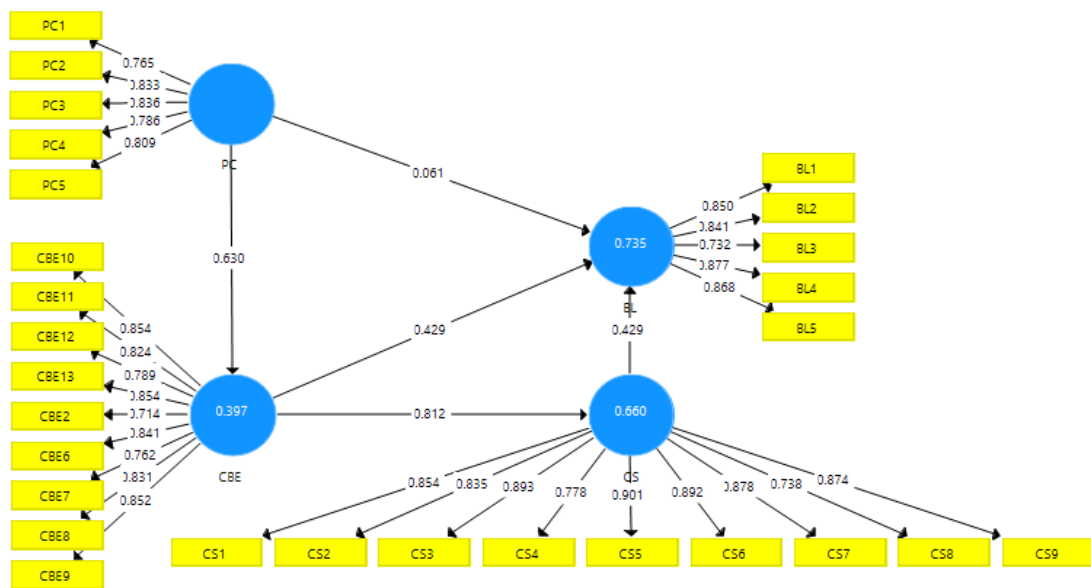 PC1
PC2
PC3
PC4
PC5
0.765
0.833
0.836
0.786
0.809
PC
0.061
0.630
BL1
BL2
BL3
BL4
BL5
0.850
0.841
0.732
0.877
0.868
0.735
BL
CBE10
CBE11
CBE12
CBE13
CBE2
CBE6
CBE7
CBE8
CBE9
0.854
0.824
0.789
0.854
0.714
0.841
0.762
0.831
0.852
0.397
CBE
0.429
0.429
0.812
0.660
CS
0.854
0.835
0.893
0.778
0.901
0.892
0.878
0.738
0.874
CS1
CS2
CS3
CS4
CS5
CS6
CS7
CS8
CS9